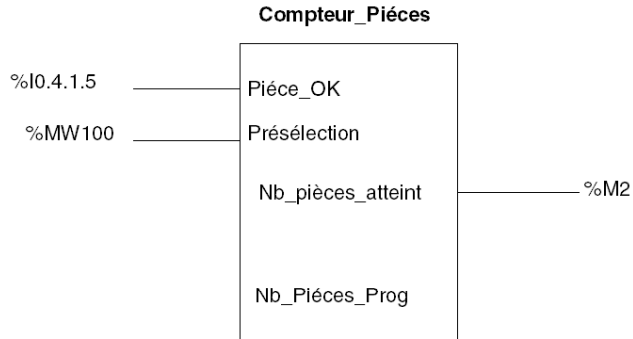 Compteur_Piéces
%I0.4.1.5
Piéce_OK
%MW100
Présélection
Nb_pièces_atteint
%M2
Nb_Piéces_Prog